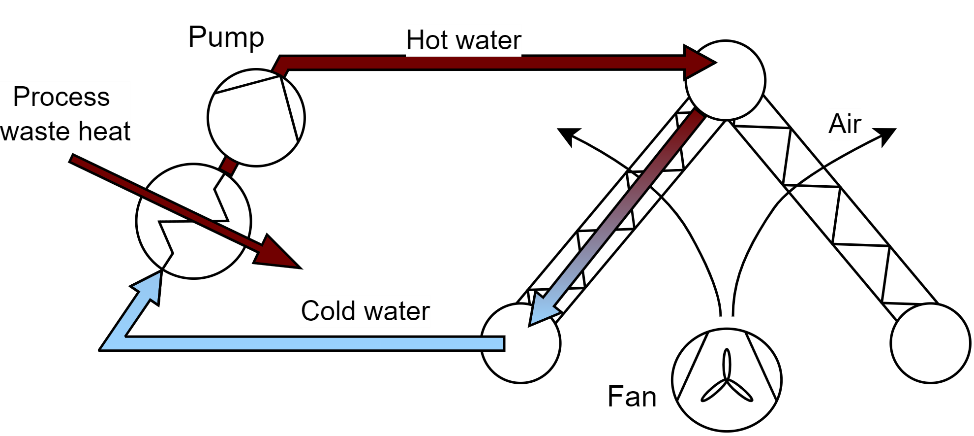 Pump
Hot water
Process
waste heat
Air
Cold water
Fan